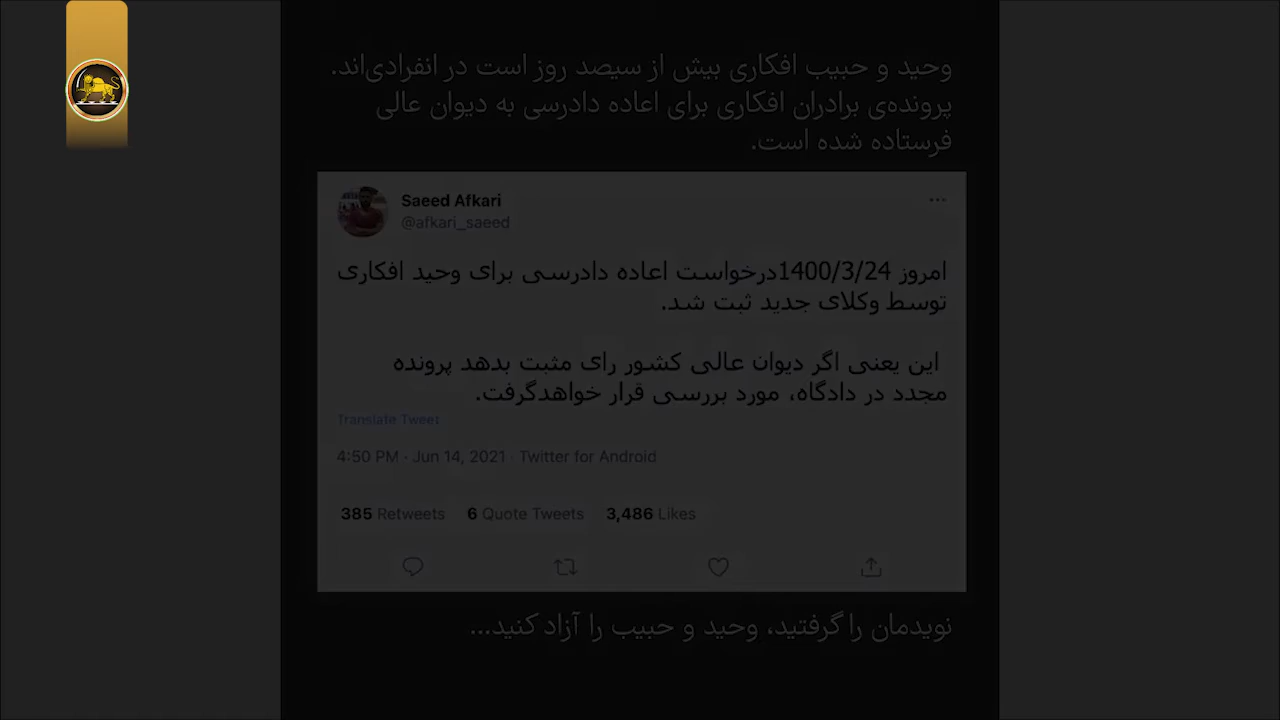 وحید و حبیب افکاری بیش از سیصد روز است در انفرادی‌اند.
پرونده‌ی برادران افکاری برای اعاده دادرسی به دیوان عالی
فرستاده شده است.
Saeed Afkari
@afkari_saeed
امروز 1400/3/24درخواست اعاده دادرسی برای وحید افکاری
توسط وکلای جدید ثبت شد.
این یعنی اگر دیوان عالی کشور رای مثبت بدهد پرونده
مجدد در دادگاه، مورد بررسی قرار خواهدگرفت.
Translate Tweet
4:50 PM · Jun 14, 2021 · Twitter for Android
385 Retweets 6 Quote Tweets 3,486 Likes
نویدمان را گرفتید، وحید و حبیب را آزاد کنید...